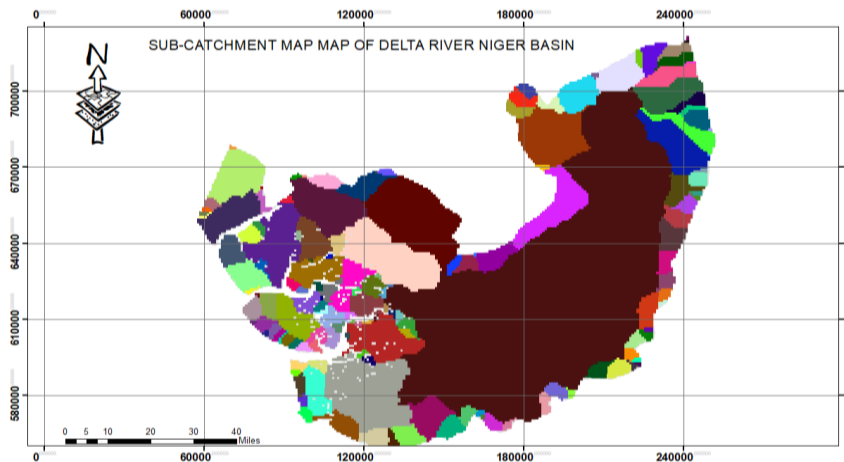 0 60000 120000 180000 240000
SUB-CATCHMENT MAP MAP OF DELTA RIVER NIGER BASIN
N
700000
670000
640000
610000
580000
0 5 10 20 30 40
Miles
0 60000 120000 180000 240000